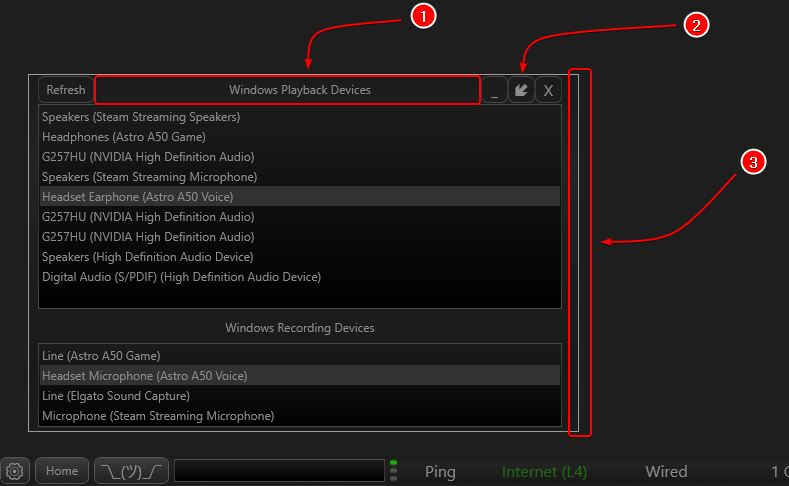 1
2
Refresh Windows Playback Devices _ X
Speakers (Steam Streaming Speakers)
Headphones (Astro A50 Game)
G257HU (NVIDIA High Definition Audio)
Speakers (Steam Streaming Microphone)
3
Headset Earphone (Astro A50 Voice)
G257HU (NVIDIA High Definition Audio)
G257HU (NVIDIA High Definition Audio)
Speakers (High Definition Audio Device)
Digital Audio (S/PDIF) (High Definition Audio Device)
Windows Recording Devices
Line (Astro A50 Game)
Headset Microphone (Astro A50 Voice)
Line (Elgato Sound Capture)
Microphone (Steam Streaming Microphone)
Home ¯\_(ツ)_/¯ Ping Internet (L4) Wired 1